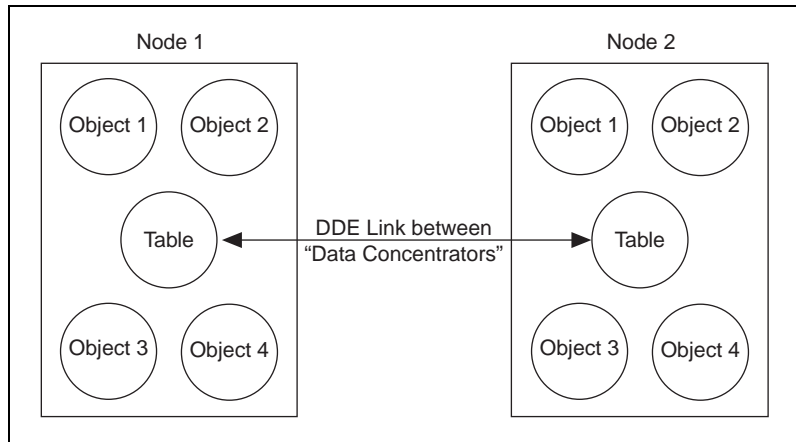 Node 1
Node 2
Object 1
Object 2
Object 1
Object 2
Table
DDE Link between
“Data Concentrators”
Table
Object 3
Object 4
Object 3
Object 4